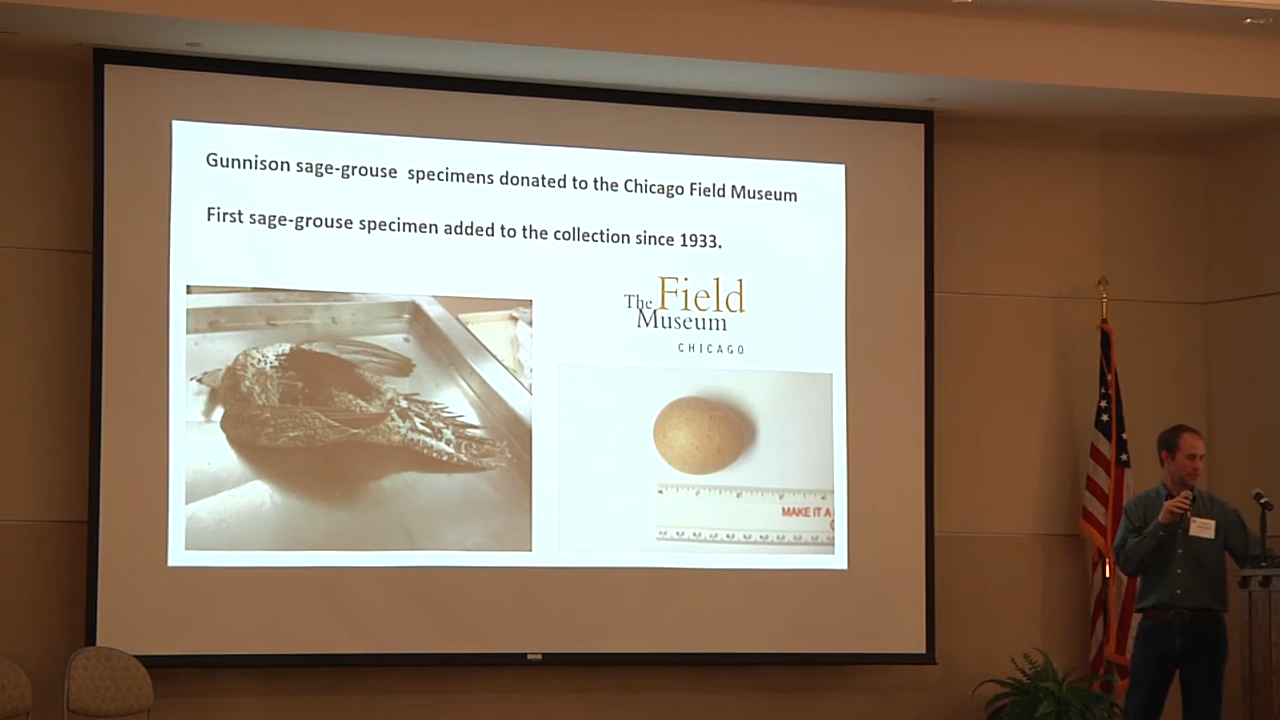 Gunnison sage-grouse specimens donated to the Chicago Field Museum
First sage-grouse specimen added to the collection since 1933.
The Field
Museum
CHICAGO
MAKE IT A